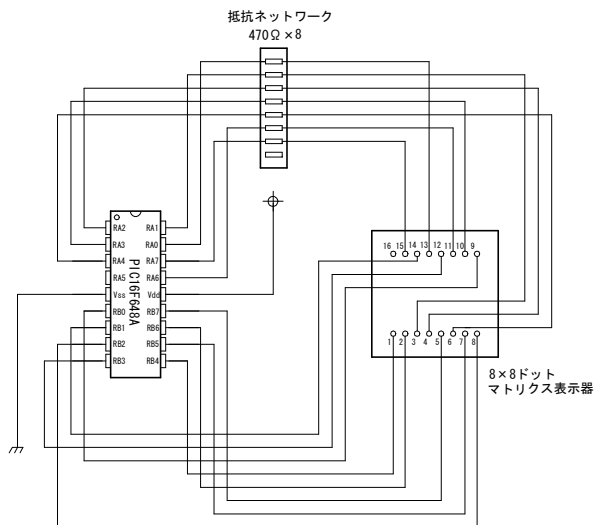 抵抗ネットワーク
470Ω×8
RA2
RA1
RA3
RA0
RA4
RA7
RA5
RA6
Vss
Vdd
RB0
RB7
RB1
RB6
RB2
RB5
RB3
RB4
PIC16F648A
16 15 14 13 12 11 10 9
1 2 3 4 5 6 7 8
8×8ドット
マトリクス表示器